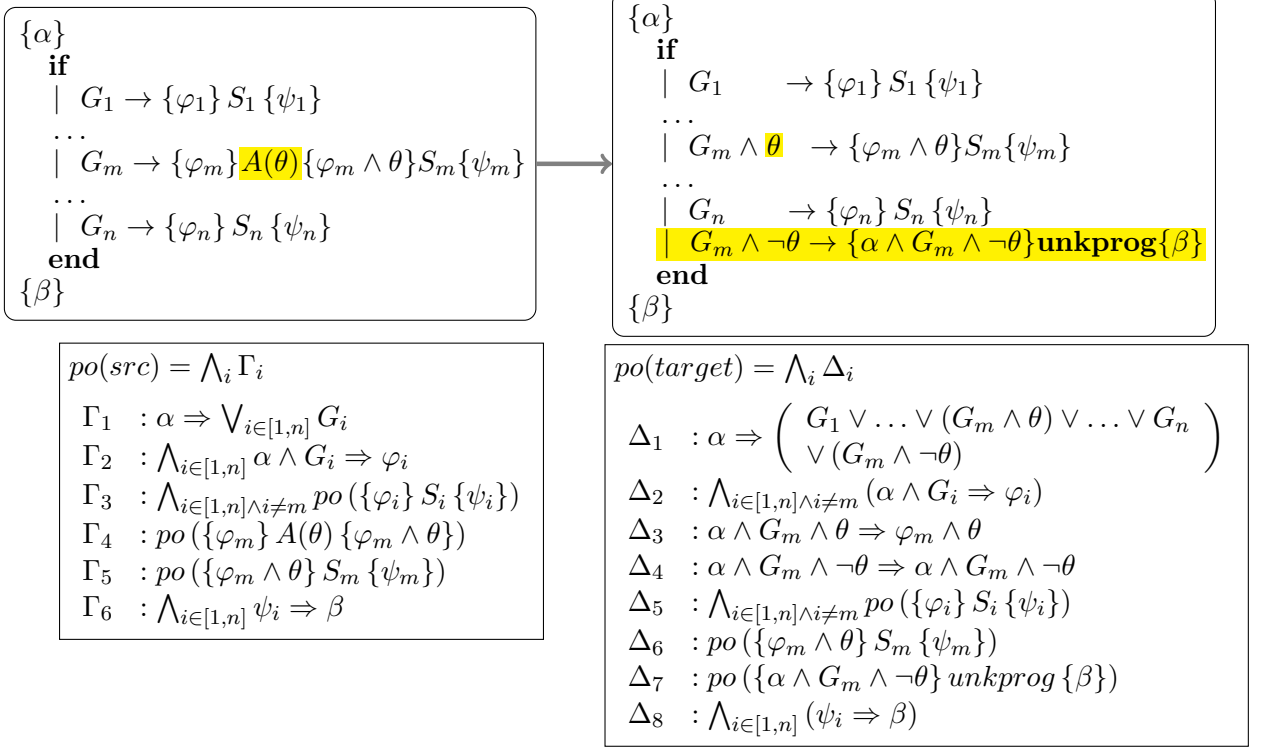 {α}
if
| G₁ → {φ₁} S₁ {ψ₁}
...
| Gₘ → {φₘ}A(θ){φₘ ∧ θ}Sₘ{ψₘ}
...
| Gₙ → {φₙ} Sₙ {ψₙ}
end
{β}
{α}
if
| G₁ → {φ₁} S₁ {ψ₁}
...
| Gₘ ∧ θ → {φₘ ∧ θ}Sₘ{ψₘ}
...
| Gₙ → {φₙ} Sₙ {ψₙ}
| Gₘ ∧ ¬θ → {α ∧ Gₘ ∧ ¬θ}unkprog{β}
end
{β}
po(src) = ⋀ᵢ Γᵢ
Γ₁ : α ⇒ ⋁_{i∈[1,n]} Gᵢ
Γ₂ : ⋀_{i∈[1,n]} α ∧ Gᵢ ⇒ φᵢ
Γ₃ : ⋀_{i∈[1,n]∧i≠m} po ({φᵢ} Sᵢ {ψᵢ})
Γ₄ : po ({φₘ} A(θ) {φₘ ∧ θ})
Γ₅ : po ({φₘ ∧ θ} Sₘ {ψₘ})
Γ₆ : ⋀_{i∈[1,n]} ψᵢ ⇒ β
po(target) = ⋀ᵢ Δᵢ
Δ₁ : α ⇒ ( G₁ ∨ ... ∨ (Gₘ ∧ θ) ∨ ... ∨ Gₙ
∨ (Gₘ ∧ ¬θ) )
Δ₂ : ⋀_{i∈[1,n]∧i≠m} (α ∧ Gᵢ ⇒ φᵢ)
Δ₃ : α ∧ Gₘ ∧ θ ⇒ φₘ ∧ θ
Δ₄ : α ∧ Gₘ ∧ ¬θ ⇒ α ∧ Gₘ ∧ ¬θ
Δ₅ : ⋀_{i∈[1,n]∧i≠m} po ({φᵢ} Sᵢ {ψᵢ})
Δ₆ : po ({φₘ ∧ θ} Sₘ {ψₘ})
Δ₇ : po ({α ∧ Gₘ ∧ ¬θ} unkprog {β})
Δ₈ : ⋀_{i∈[1,n]} (ψᵢ ⇒ β)